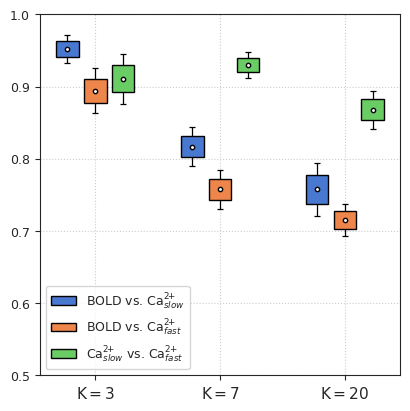 1.0
0.9
0.8
0.7
0.6
0.5
BOLD vs. Ca²⁺slow
BOLD vs. Ca²⁺fast
Ca²⁺slow vs. Ca²⁺fast
K = 3 K = 7 K = 20